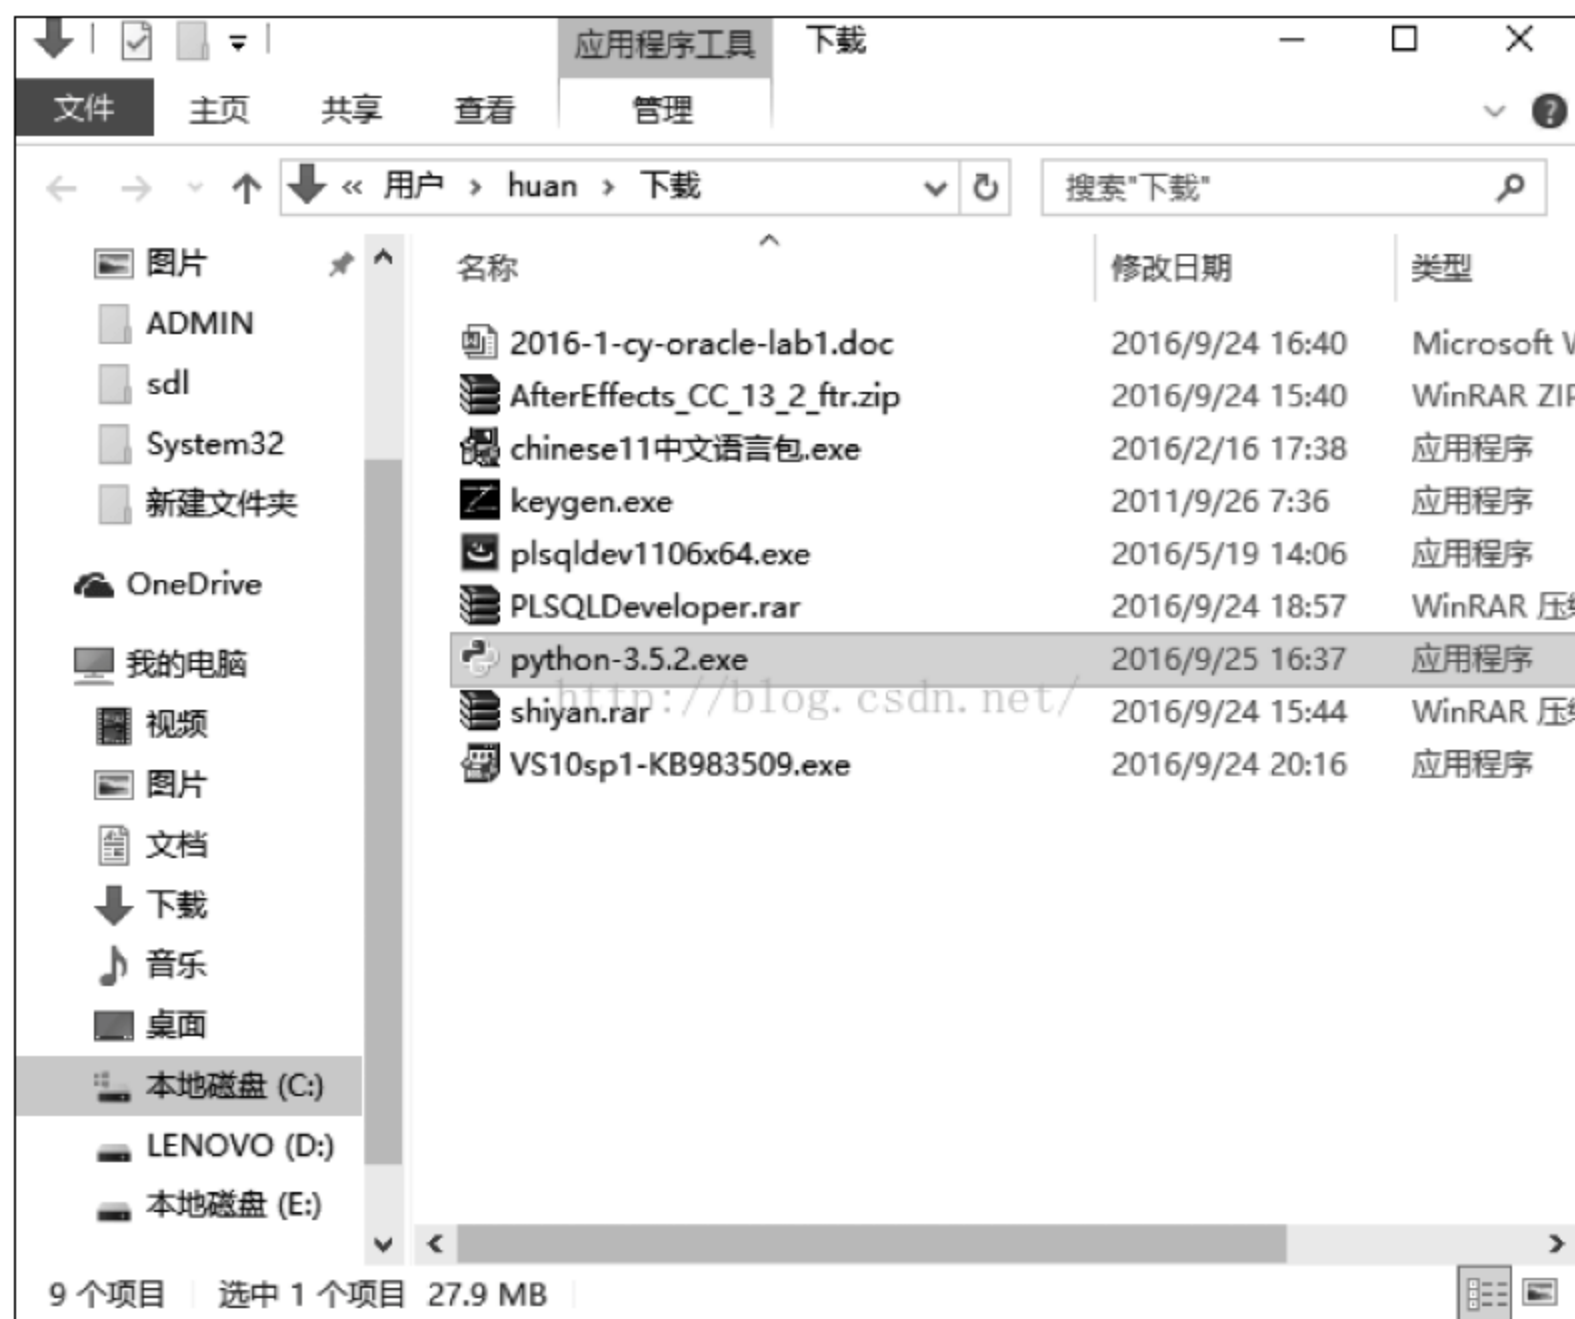 应用程序工具 下载
文件 主页 共享 查看 管理
« 用户 › huan › 下载 搜索"下载"
图片
ADMIN
sdl
System32
新建文件夹
OneDrive
我的电脑
视频
图片
文档
下载
音乐
桌面
本地磁盘 (C:)
LENOVO (D:)
本地磁盘 (E:)
名称 修改日期 类型
2016-1-cy-oracle-lab1.doc 2016/9/24 16:40 Microsoft W
AfterEffects_CC_13_2_ftr.zip 2016/9/24 15:40 WinRAR ZIP
chinese11中文语言包.exe 2016/2/16 17:38 应用程序
keygen.exe 2011/9/26 7:36 应用程序
plsqldev1106x64.exe 2016/5/19 14:06 应用程序
PLSQLDeveloper.rar 2016/9/24 18:57 WinRAR 压缩
python-3.5.2.exe 2016/9/25 16:37 应用程序
http://blog.csdn.net/
shiyan.rar 2016/9/24 15:44 WinRAR 压缩
VS10sp1-KB983509.exe 2016/9/24 20:16 应用程序
9 个项目 选中 1 个项目 27.9 MB